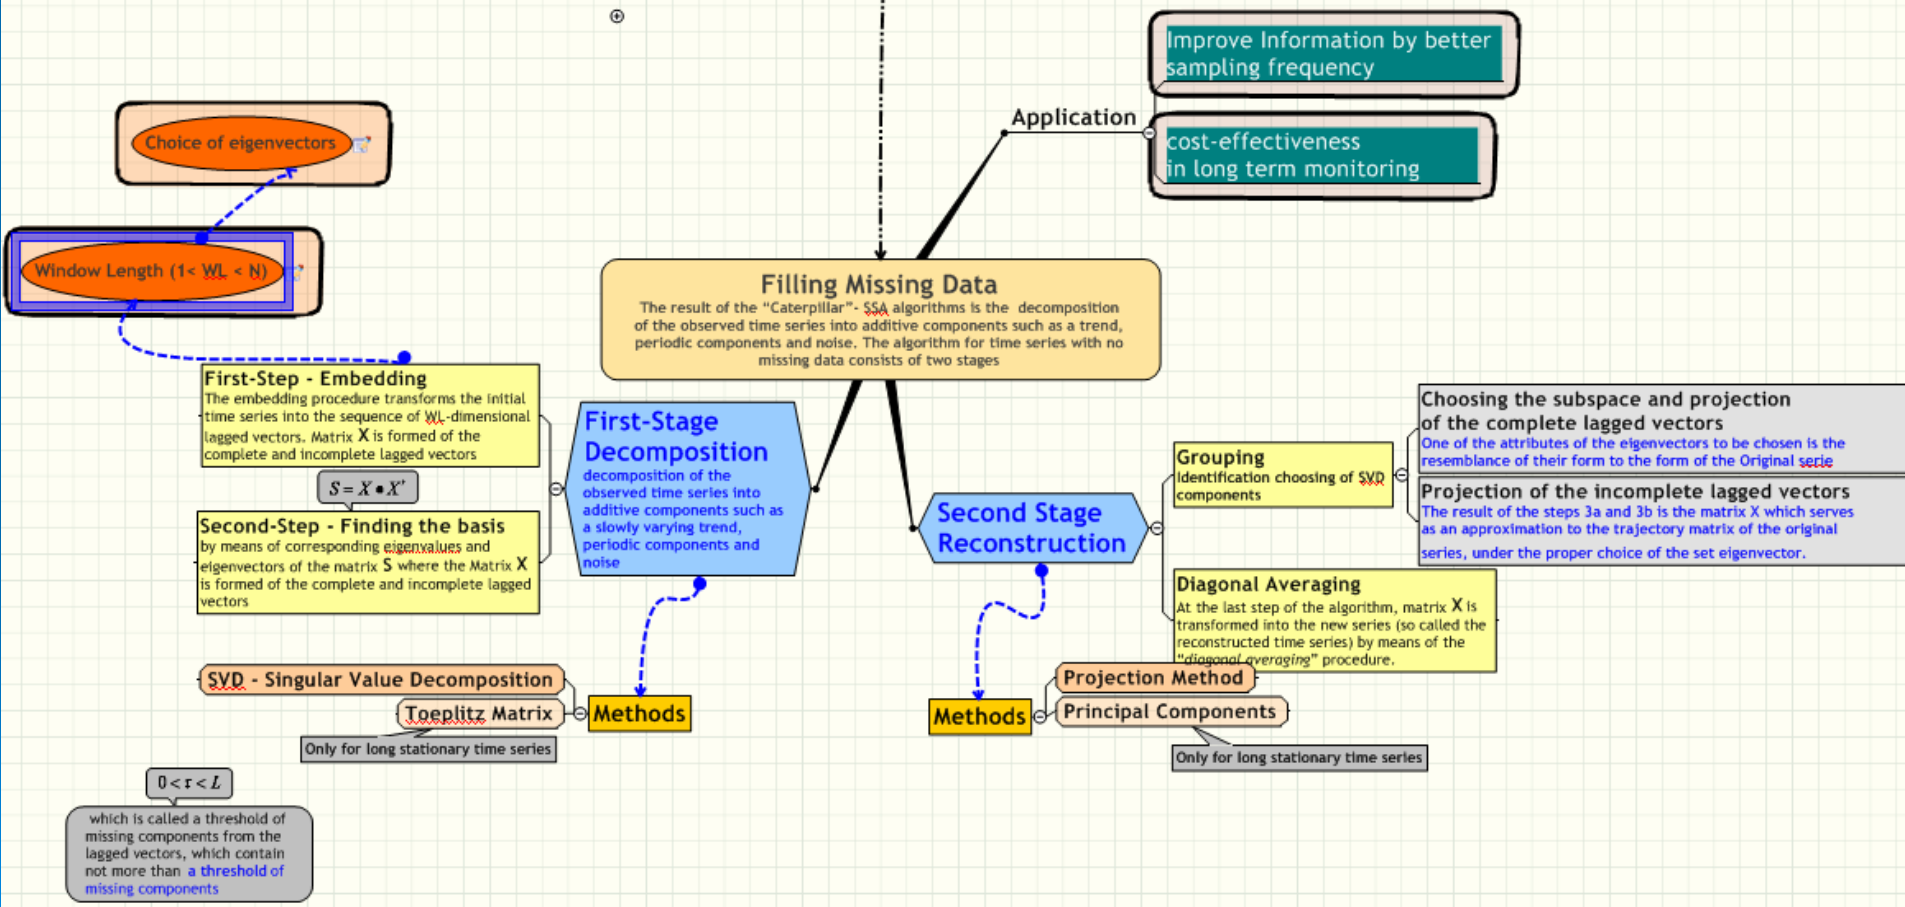 Improve Information by better
sampling frequency
Application
cost-effectiveness
in long term monitoring
Choice of eigenvectors
Window Length (1< WL < N)
Filling Missing Data
The result of the “Caterpillar”- SSA algorithms is the decomposition
of the observed time series into additive components such as a trend,
periodic components and noise. The algorithm for time series with no
missing data consists of two stages
First-Step - Embedding
The embedding procedure transforms the initial
time series into the sequence of WL-dimensional
lagged vectors. Matrix X is formed of the
complete and incomplete lagged vectors
S = X • X'
Second-Step - Finding the basis
by means of corresponding eigenvalues and
eigenvectors of the matrix S where the Matrix X
is formed of the complete and incomplete lagged
vectors
First-Stage
Decomposition
decomposition of the
observed time series into
additive components such as
a slowly varying trend,
periodic components and
noise
Second Stage
Reconstruction
Grouping
Identification choosing of SVD
components
Choosing the subspace and projection
of the complete lagged vectors
One of the attributes of the eigenvectors to be chosen is the
resemblance of their form to the form of the Original serie
Projection of the incomplete lagged vectors
The result of the steps 3a and 3b is the matrix X which serves
as an approximation to the trajectory matrix of the original
series, under the proper choice of the set eigenvector.
Diagonal Averaging
At the last step of the algorithm, matrix X is
transformed into the new series (so called the
reconstructed time series) by means of the
“diagonal averaging” procedure.
SVD - Singular Value Decomposition
Toeplitz Matrix
Methods
Only for long stationary time series
Methods
Projection Method
Principal Components
Only for long stationary time series
0 < τ < L
which is called a threshold of
missing components from the
lagged vectors, which contain
not more than a threshold of
missing components